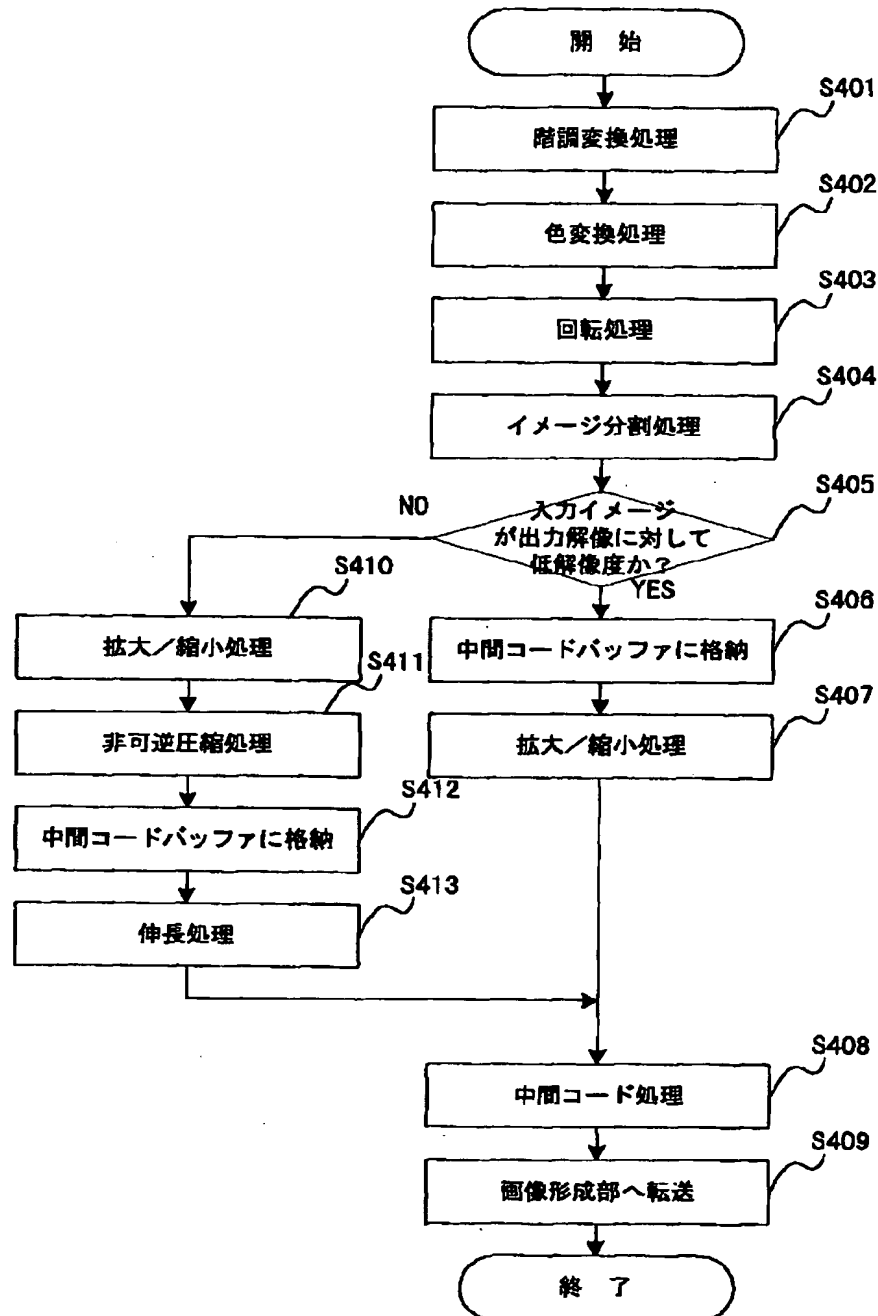 開 始
S401
階調変換処理
S402
色変換処理
S403
回転処理
S404
イメージ分割処理
S405
入力イメージ
が出力解像に対して
低解像度か？
NO
YES
S410
拡大／縮小処理
S411
非可逆圧縮処理
S412
中間コードバッファに格納
S413
伸長処理
S406
中間コードバッファに格納
S407
拡大／縮小処理
S408
中間コード処理
S409
画像形成部へ転送
終 了